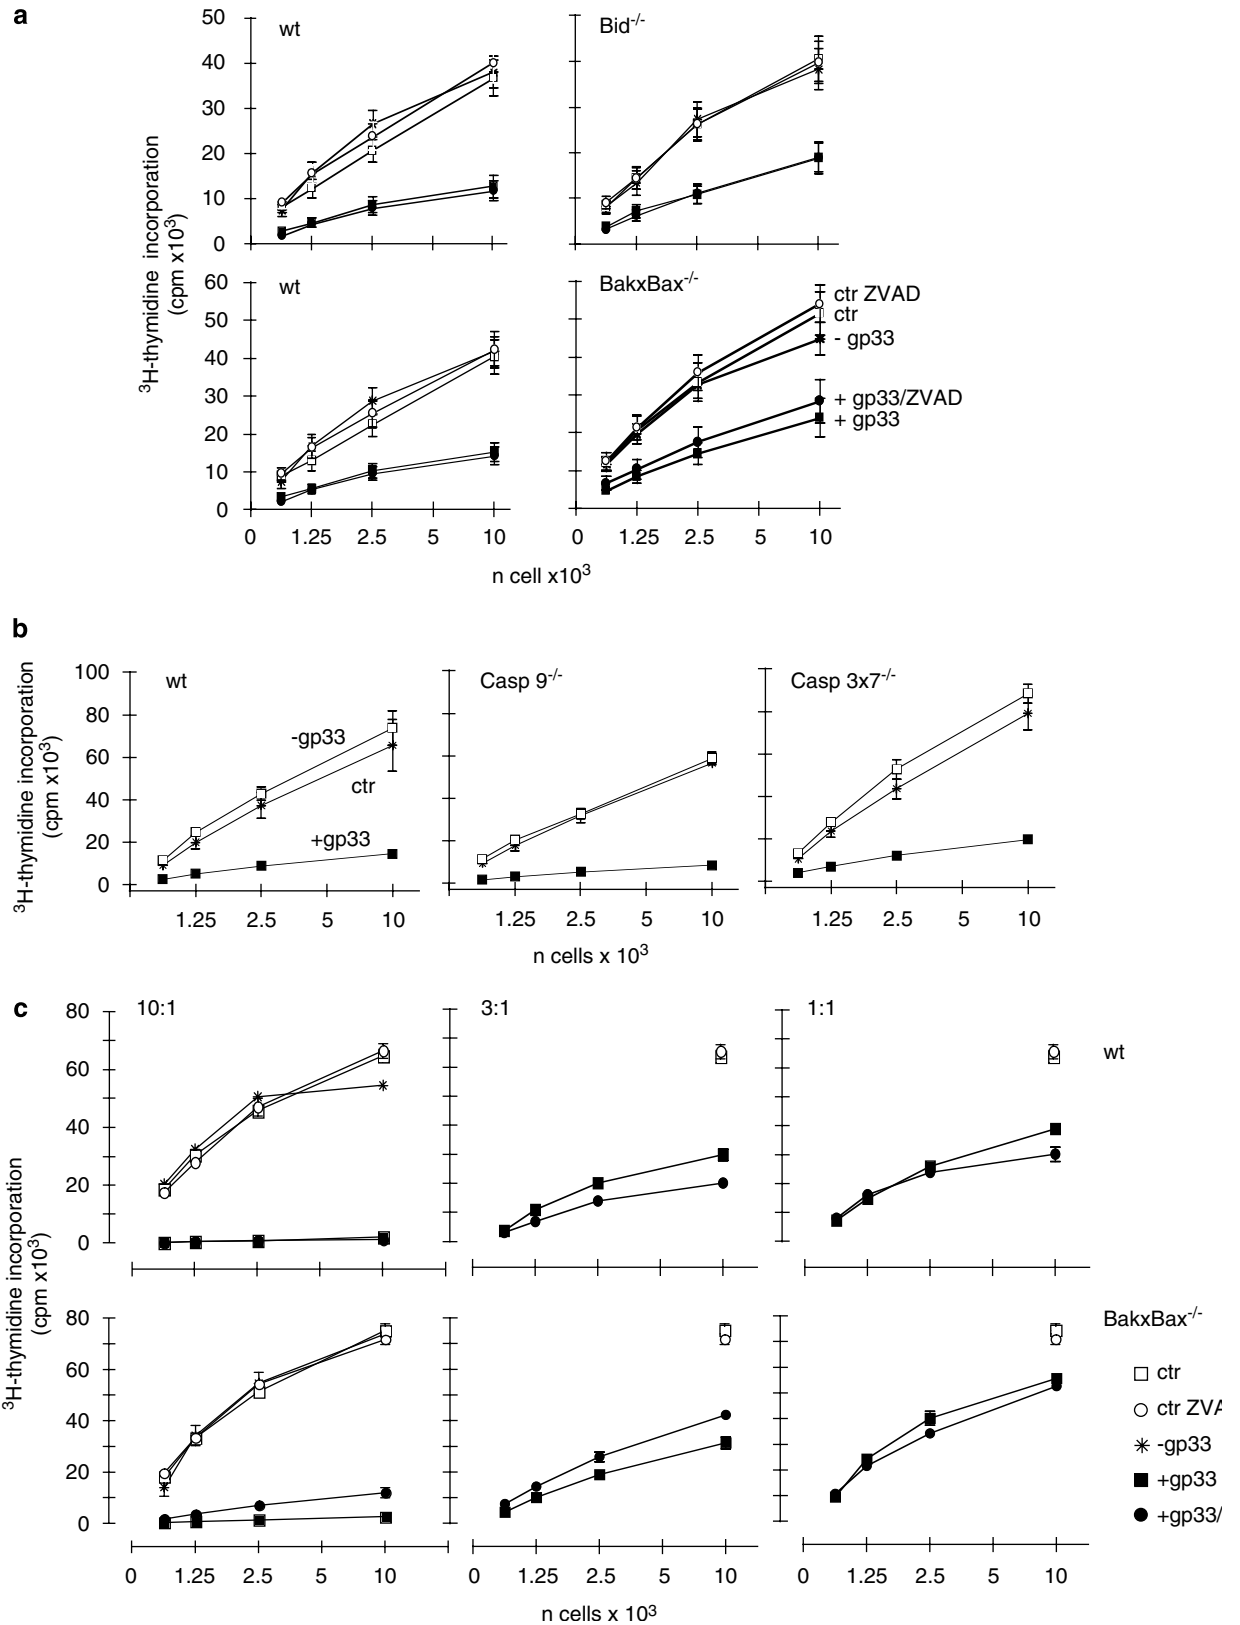 a
wt
Bid-/-
50
40
30
20
10
0
³H-thymidine incorporation
(cpm x10³)
wt
BakxBax-/-
60
50
40
30
20
10
0
ctr ZVAD
ctr
- gp33
+ gp33/ZVAD
+ gp33
0 1.25 2.5 5 10
0 1.25 2.5 5 10
n cell x10³
b
³H-thymidine incorporation
(cpm x10³)
100
80
60
40
20
0
wt
Casp 9-/-
Casp 3x7-/-
-gp33
ctr
+gp33
1.25 2.5 5 10
1.25 2.5 5 10
1.25 2.5 5 10
n cells x 10³
c
10:1
3:1
1:1
wt
80
60
40
20
0
³H-thymidine incorporation
(cpm x10³)
BakxBax-/-
80
60
40
20
0
ctr
ctr ZVA
-gp33
+gp33
+gp33/
0 1.25 2.5 5 10
0 1.25 2.5 5 10
0 1.25 2.5 5 10
n cells x 10³